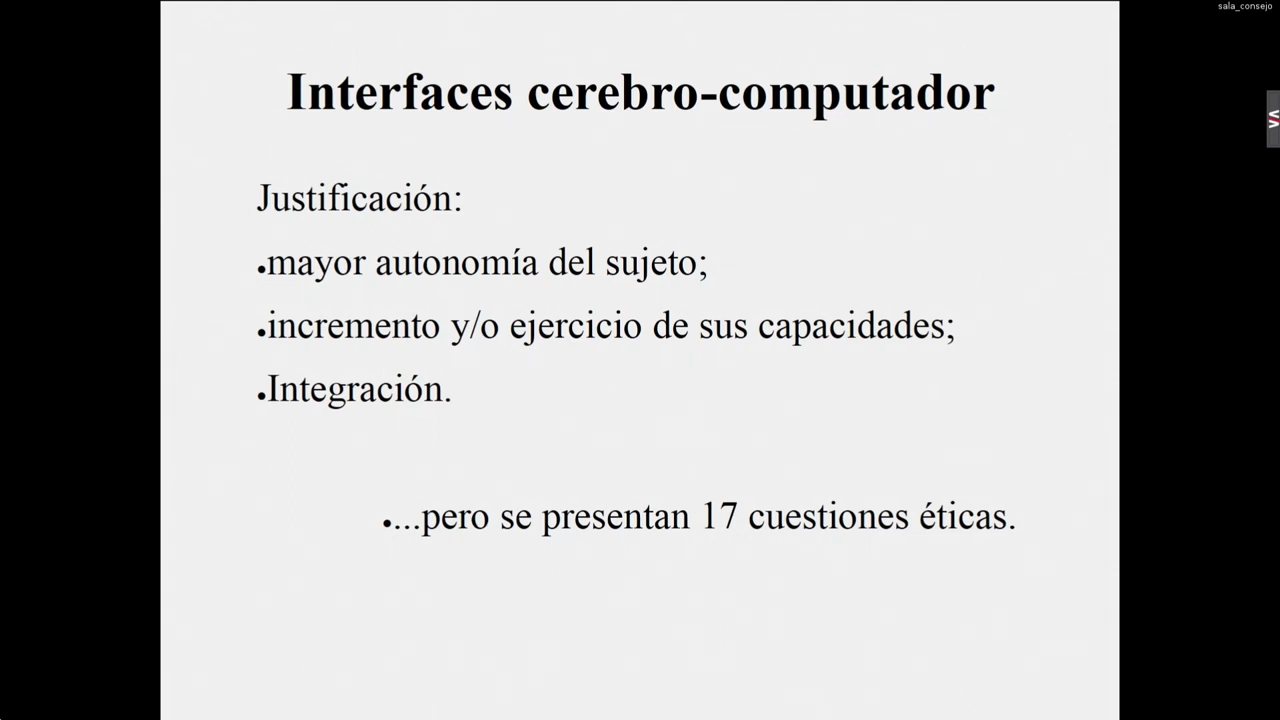 sala_consejo
Interfaces cerebro-computador
Justificación:
●mayor autonomía del sujeto;
●incremento y/o ejercicio de sus capacidades;
●Integración.
●...pero se presentan 17 cuestiones éticas.